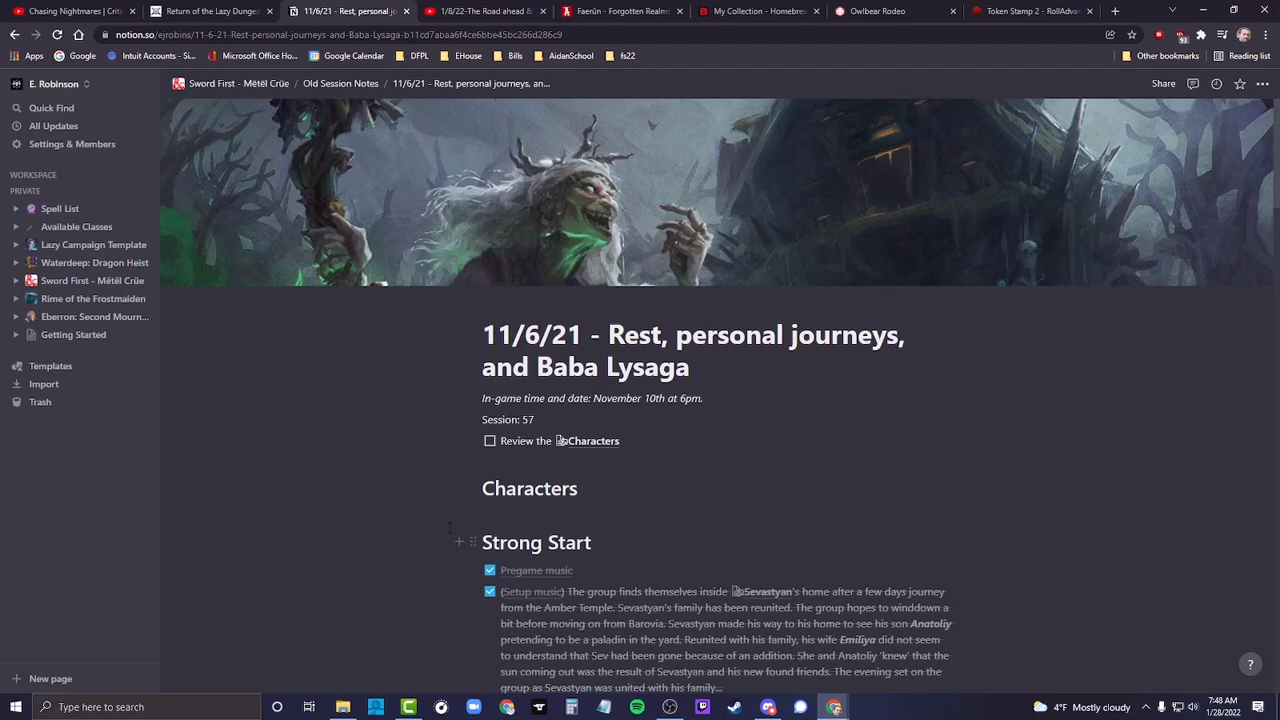 Chasing Nightmares | Critic
Return of the Lazy Dungeo
11/6/21 - Rest, personal jo
1/8/22-The Road ahead &
Faerûn - Forgotten Realms
My Collection - Homebrew
Owlbear Rodeo
Token Stamp 2 - RollAdvan
notion.so/ejrobins/11-6-21-Rest-personal-journeys-and-Baba-Lysaga-b11cd7abaa6f4ce6bbe45bc266d286c9
93
Apps
Google
Intuit Accounts - Si...
Microsoft Office Ho...
Google Calendar
DFPL
EHouse
Bills
AidanSchool
fs22
Other bookmarks
Reading list
E. Robinson
Sword First - Mëtël Crüe / Old Session Notes / 11/6/21 - Rest, personal journeys, an...
Share
Quick Find
All Updates
Settings & Members
WORKSPACE
PRIVATE
Spell List
Available Classes
Lazy Campaign Template
Waterdeep: Dragon Heist
Sword First - Mëtël Crüe
Rime of the Frostmaiden
Eberron: Second Mourn...
Getting Started
Templates
Import
Trash
New page
11/6/21 - Rest, personal journeys,
and Baba Lysaga
In-game time and date: November 10th at 6pm.
Session: 57
Review the Characters
Characters
Strong Start
Pregame music
(Setup music) The group finds themselves inside Sevastyan's home after a few days journey
from the Amber Temple. Sevastyan's family has been reunited. The group hopes to winddown a
bit before moving on from Barovia. Sevastyan made his way to his home to see his son Anatoliy
pretending to be a paladin in the yard. Reunited with his family, his wife Emiliya did not seem
to understand that Sev had been gone because of an addition. She and Anatoliy 'knew' that the
sun coming out was the result of Sevastyan and his new found friends. The evening set on the
group as Sevastyan was united with his family...
?
Type here to search
4°F Mostly cloudy
7:48 AM
1/28/2022